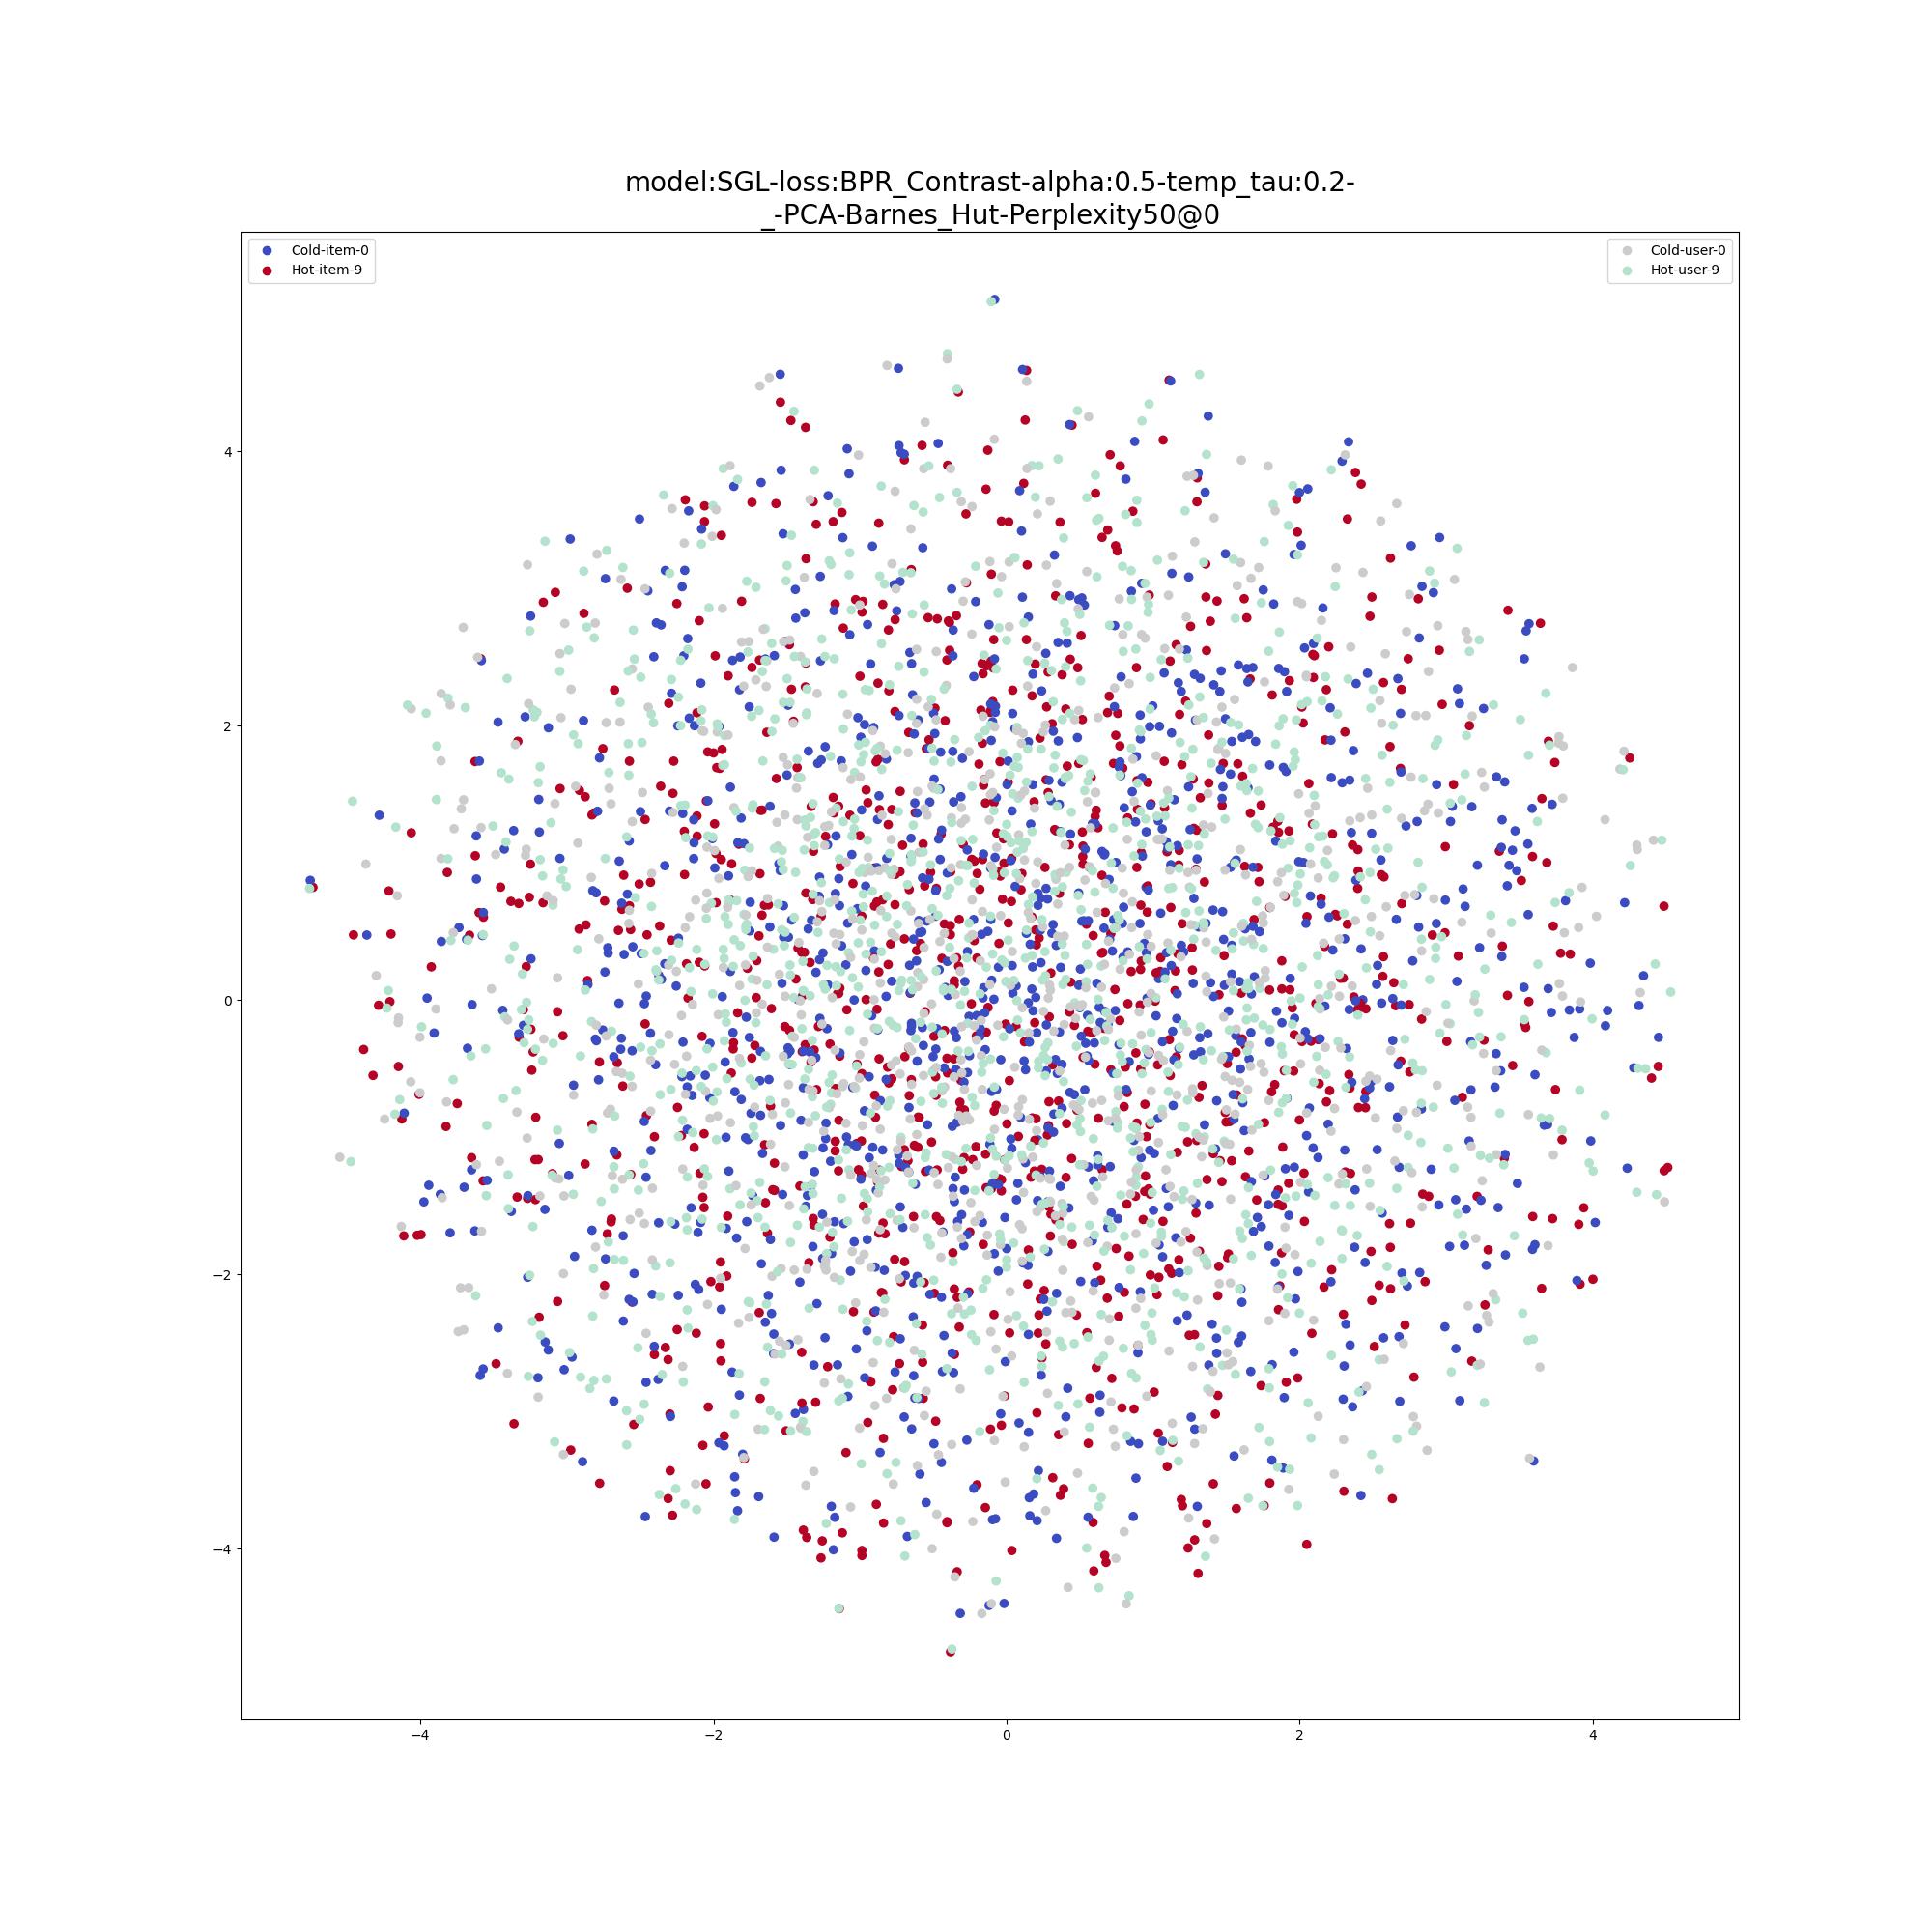 model:SGL-loss:BPR_Contrast-alpha:0.5-temp_tau:0.2-
_-PCA-Barnes_Hut-Perplexity50@0
Cold-item-0
Hot-item-9
Cold-user-0
Hot-user-9
4
2
0
−2
−4
−4
−2
0
2
4